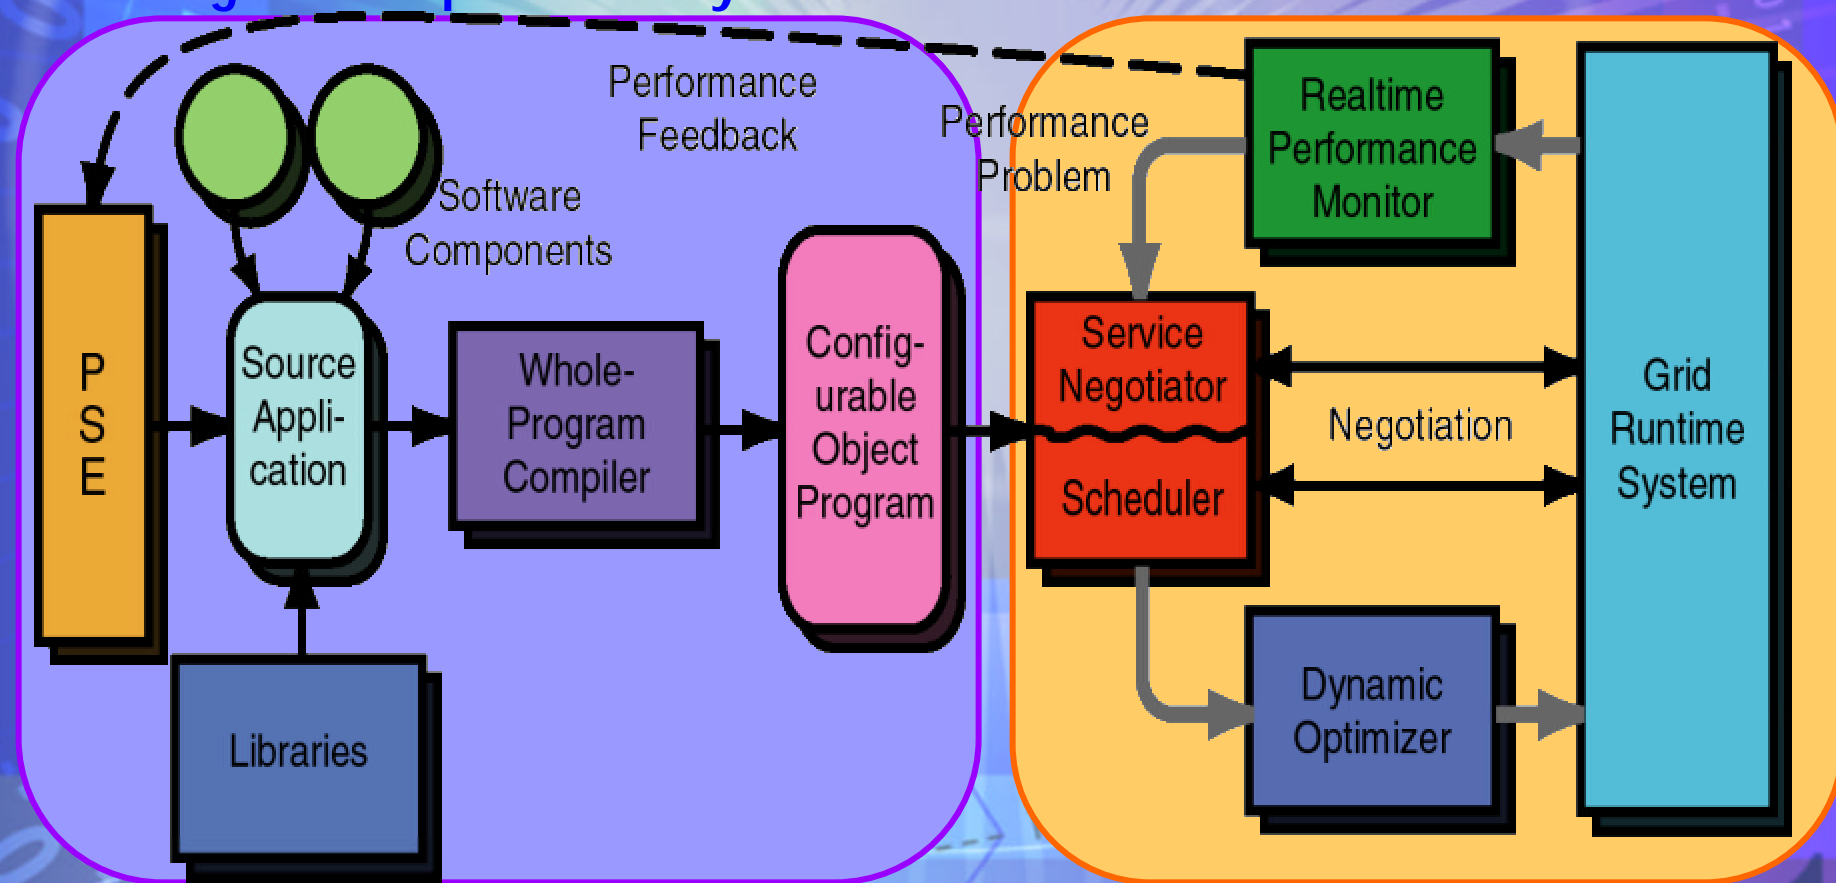 Performance
Feedback
Performance
Problem
Realtime
Performance
Monitor
Software
Components
P
S
E
Source
Appli-
cation
Whole-
Program
Compiler
Config-
urable
Object
Program
Service
Negotiator
Scheduler
Negotiation
Grid
Runtime
System
Libraries
Dynamic
Optimizer